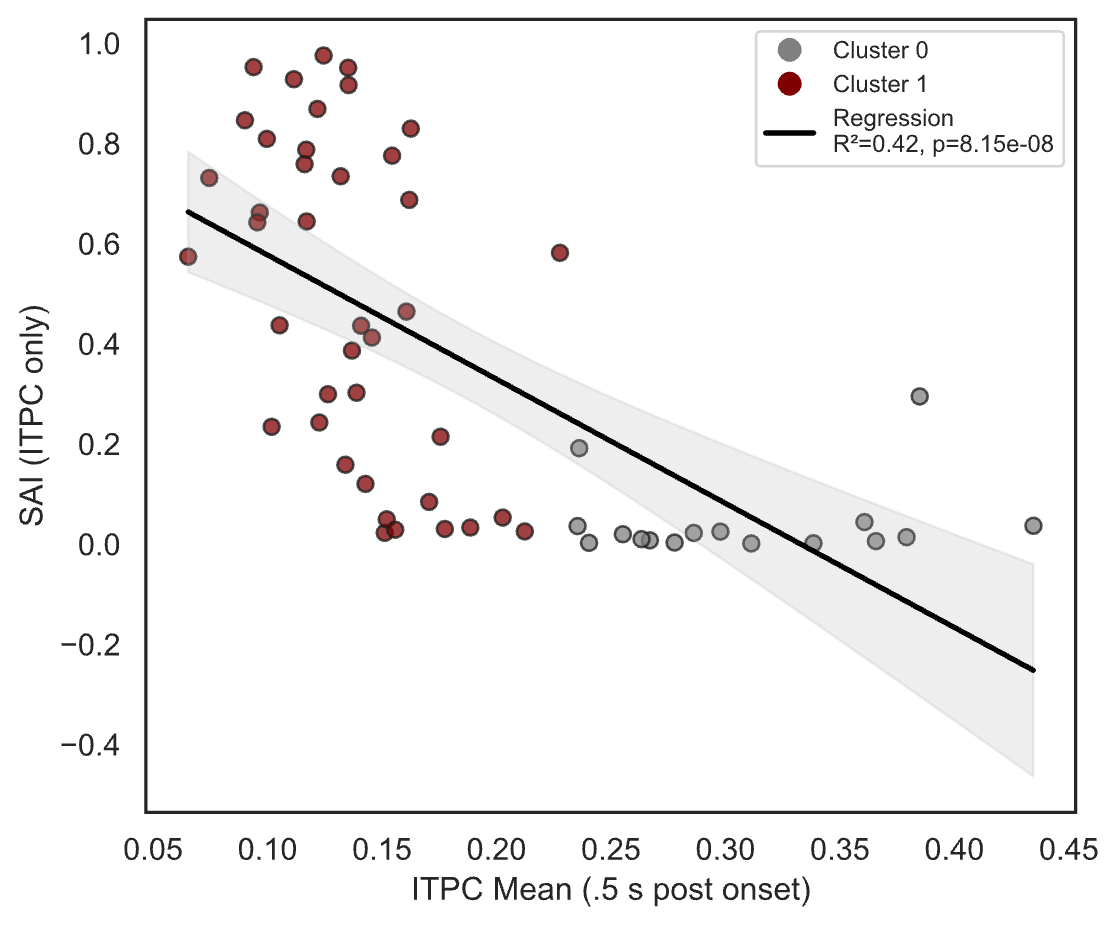 1.0
0.8
0.6
0.4
0.2
0.0
−0.2
−0.4
SAI (ITPC only)
Cluster 0
Cluster 1
Regression
R²=0.42, p=8.15e-08
0.05 0.10 0.15 0.20 0.25 0.30 0.35 0.40 0.45
ITPC Mean (.5 s post onset)